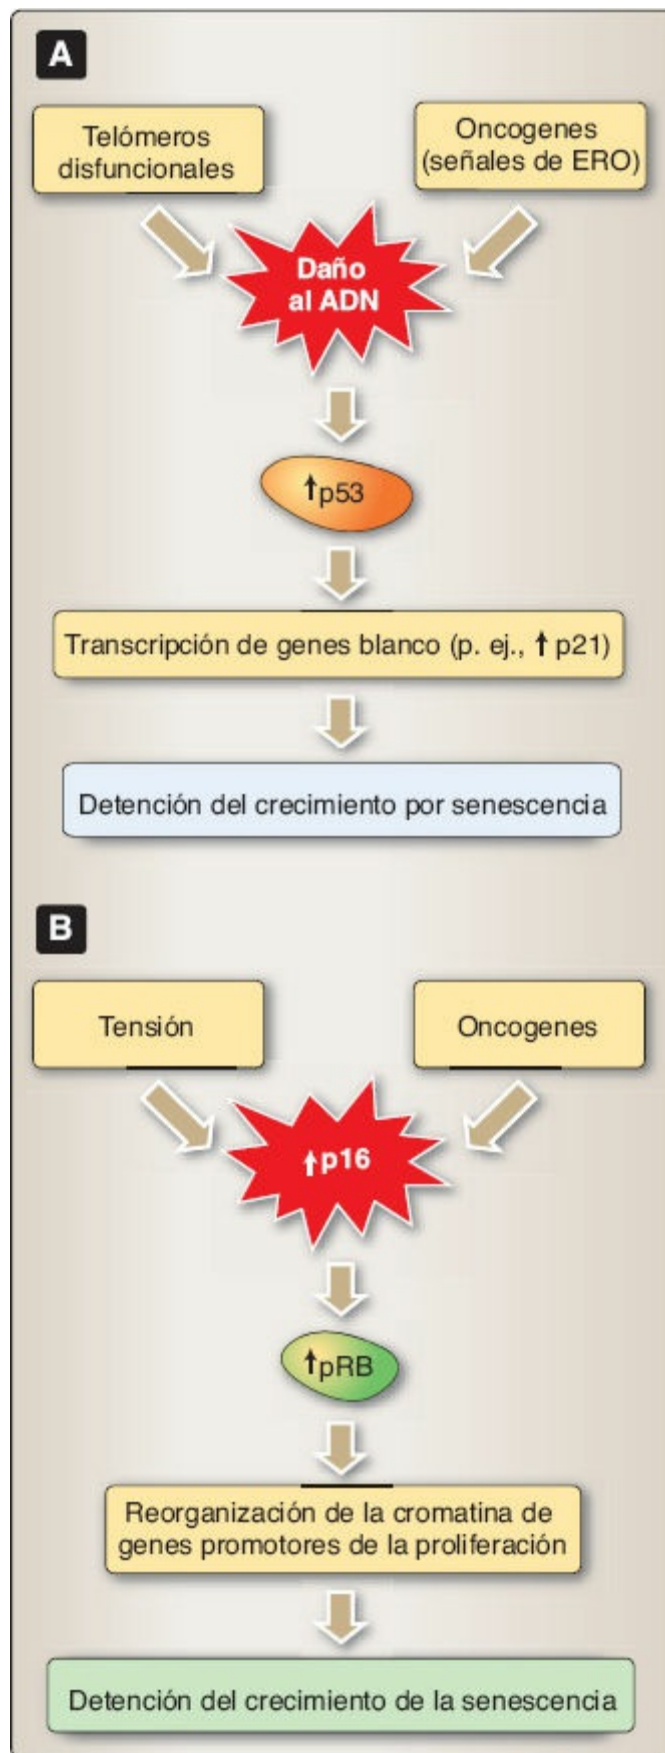 A
Telómeros
disfuncionales
Oncogenes
(señales de ERO)
Daño
al ADN
↑p53
Transcripción de genes blanco (p. ej., ↑ p21)
Detención del crecimiento por senescencia
B
Tensión
Oncogenes
↑p16
↑pRB
Reorganización de la cromatina de
genes promotores de la proliferación
Detención del crecimiento de la senescencia